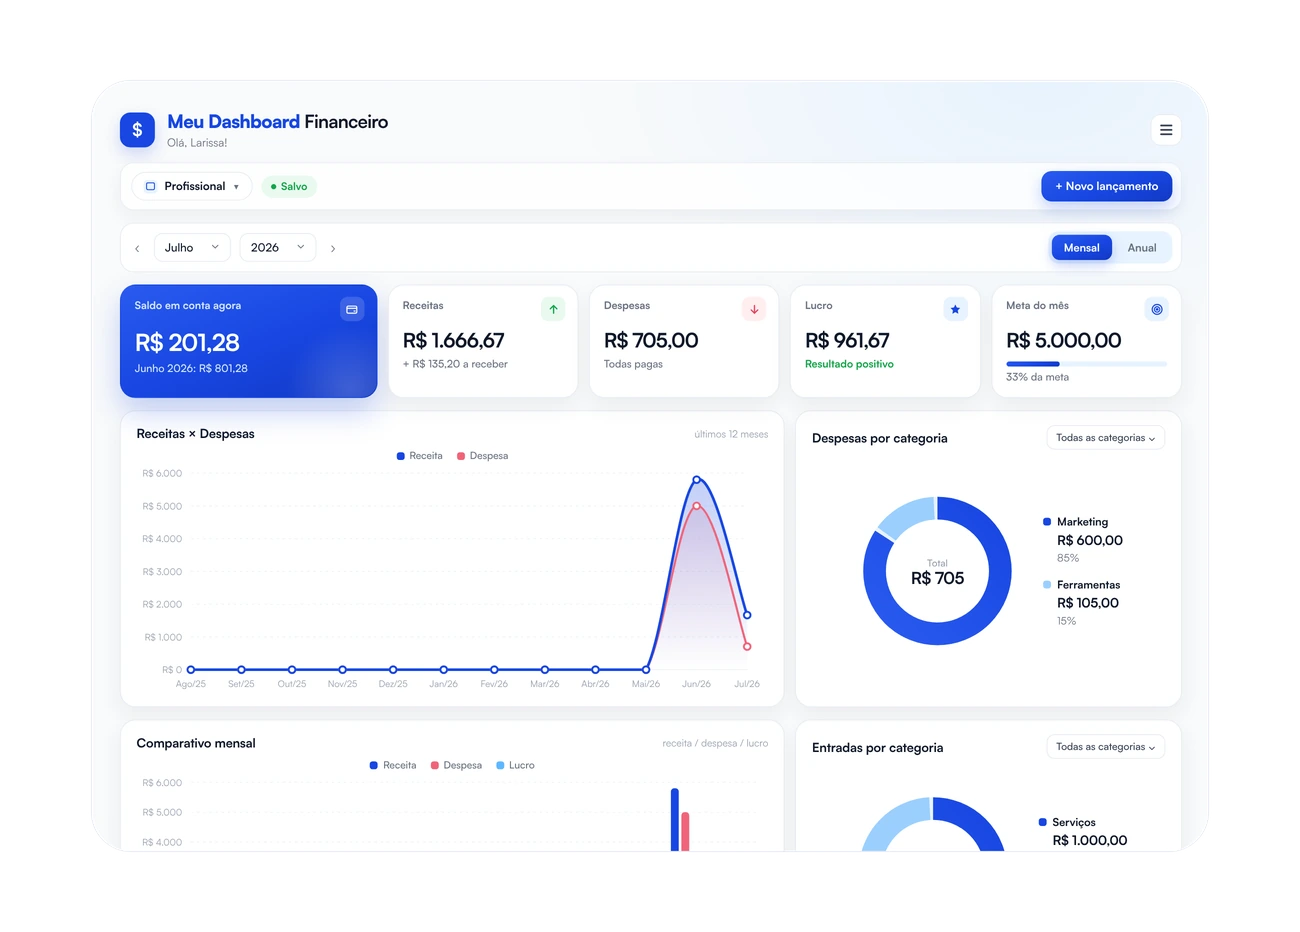 $
Meu Dashboard Financeiro
Olá, Larissa!
Profissional
Salvo
+ Novo lançamento
Julho
2026
Mensal
Anual
Saldo em conta agora
R$ 201,28
Junho 2026: R$ 801,28
Receitas
R$ 1.666,67
+ R$ 135,20 a receber
Despesas
R$ 705,00
Todas pagas
Lucro
R$ 961,67
Resultado positivo
Meta do mês
R$ 5.000,00
33% da meta
Receitas × Despesas
últimos 12 meses
Receita
Despesa
R$ 6.000
R$ 5.000
R$ 4.000
R$ 3.000
R$ 2.000
R$ 1.000
R$ 0
Ago/25 Set/25 Out/25 Nov/25 Dez/25 Jan/26 Fev/26 Mar/26 Abr/26 Mai/26 Jun/26 Jul/26
Despesas por categoria
Todas as categorias
Total
R$ 705
Marketing
R$ 600,00
85%
Ferramentas
R$ 105,00
15%
Comparativo mensal
receita / despesa / lucro
Receita
Despesa
Lucro
R$ 6.000
R$ 5.000
R$ 4.000
Entradas por categoria
Todas as categorias
Serviços
R$ 1.000,00